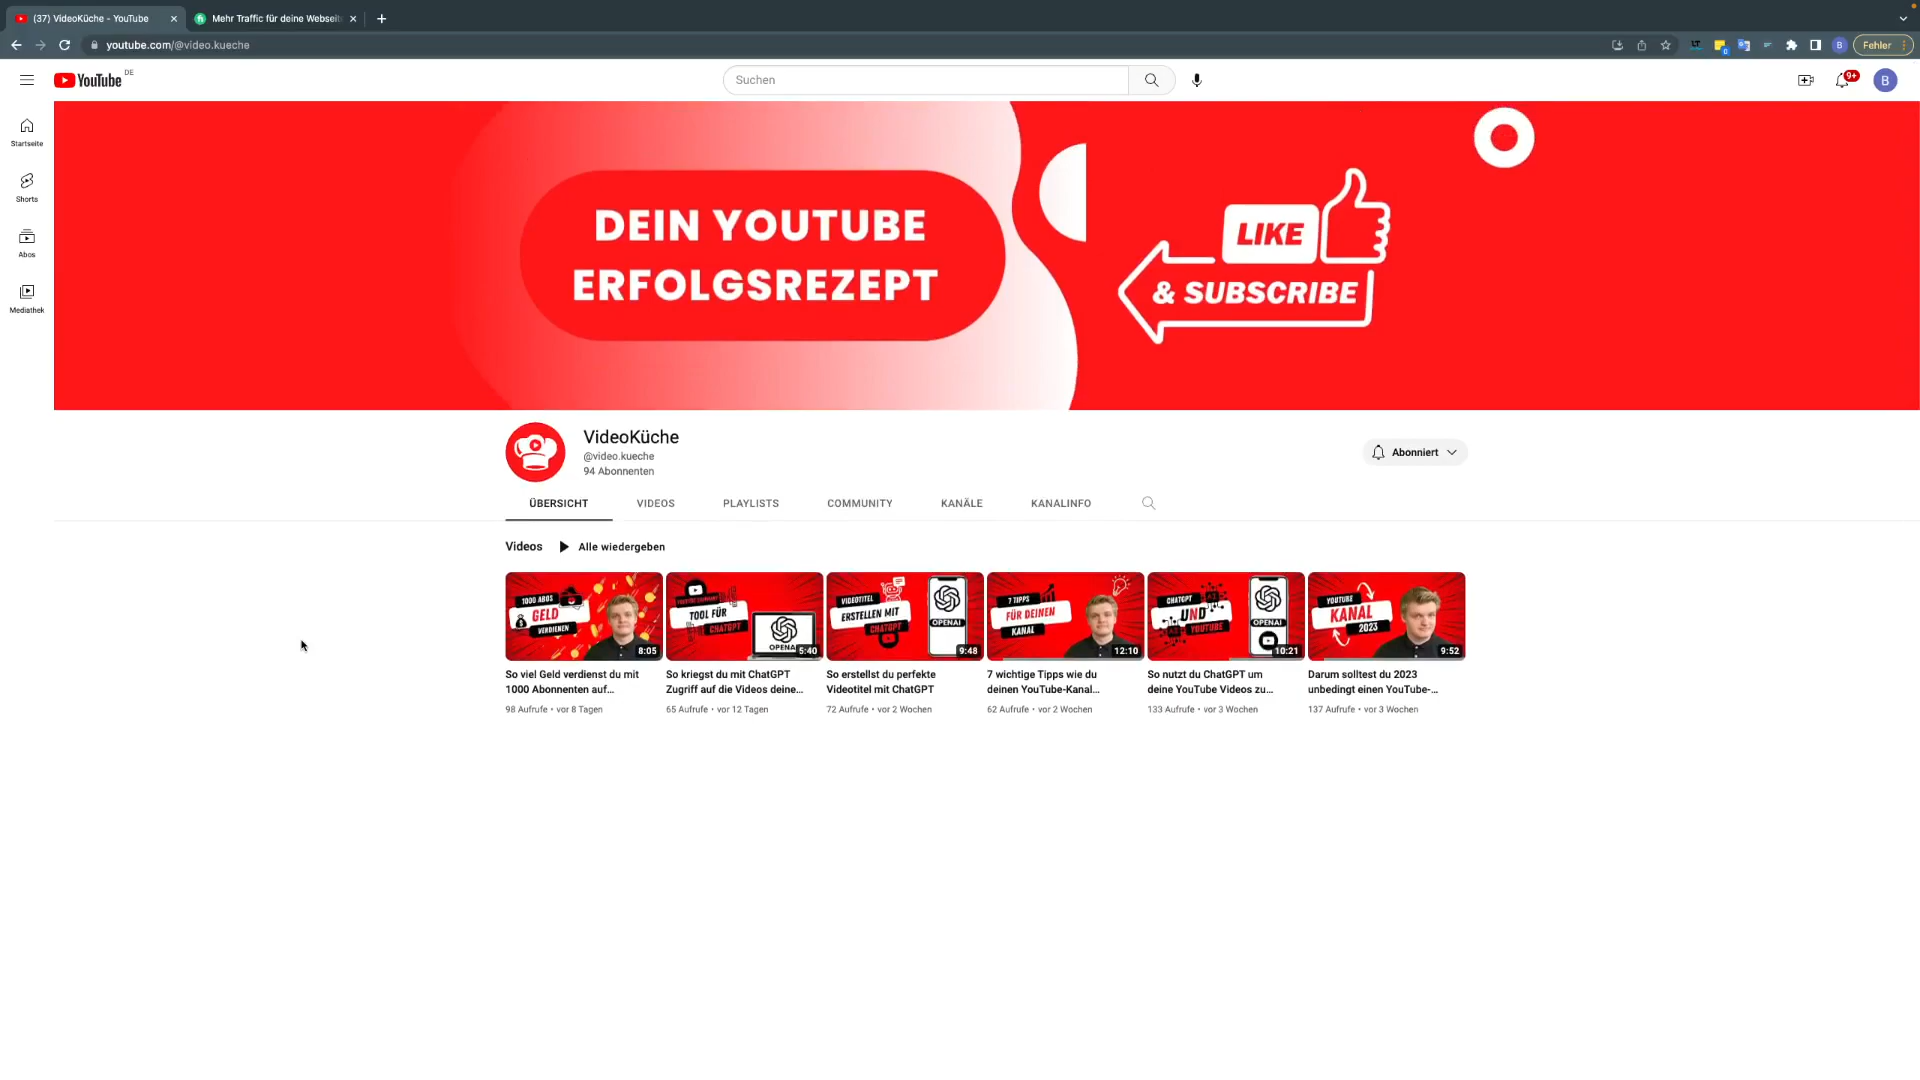 (37) VideoKüche - YouTube
Mehr Traffic für deine Webseit
youtube.com/@video.kueche
Fehler
YouTube DE
Suchen
9+
B
Startseite
Shorts
Abos
Mediathek
DEIN YOUTUBE
ERFOLGSREZEPT
LIKE
& SUBSCRIBE
VideoKüche
@video.kueche
94 Abonnenten
Abonniert
ÜBERSICHT
VIDEOS
PLAYLISTS
COMMUNITY
KANÄLE
KANALINFO
Videos
Alle wiedergeben
1000 ABOS
GELD
VERDIENEN
8:05
So viel Geld verdienst du mit
1000 Abonnenten auf...
98 Aufrufe • vor 8 Tagen
TOOL FÜR
CHATGPT
OPENAI
5:40
So kriegst du mit ChatGPT
Zugriff auf die Videos deine...
65 Aufrufe • vor 12 Tagen
VIDEOTITEL
ERSTELLEN MIT
CHATGPT
OPENAI
9:48
So erstellst du perfekte
Videotitel mit ChatGPT
72 Aufrufe • vor 2 Wochen
7 TIPPS
FÜR DEINEN
KANAL
12:10
7 wichtige Tipps wie du
deinen YouTube-Kanal...
62 Aufrufe • vor 2 Wochen
CHATGPT
UND
YOUTUBE
OPENAI
10:21
So nutzt du ChatGPT um
deine YouTube Videos zu...
133 Aufrufe • vor 3 Wochen
YOUTUBE
KANAL
2023
9:52
Darum solltest du 2023
unbedingt einen YouTube-...
137 Aufrufe • vor 3 Wochen